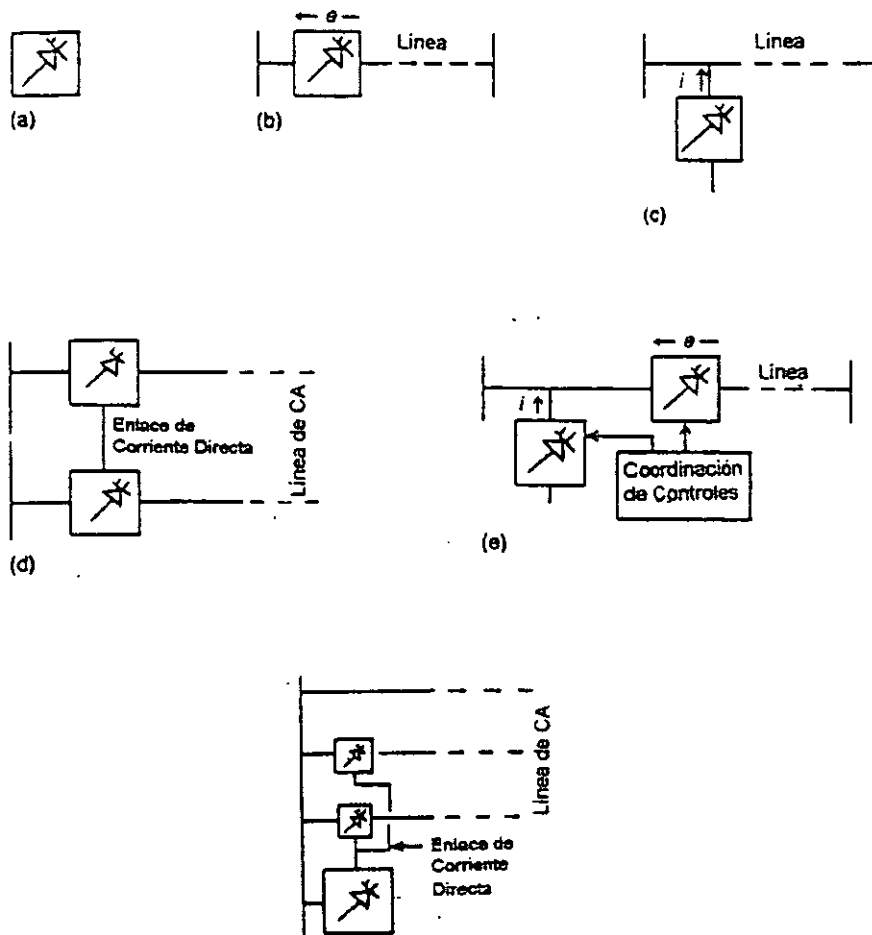 (a)
← e –
Línea
(b)
Línea
i
(c)
Enlace de
Corriente Directa
Línea de CA
(d)
← e –
Línea
i
Coordinación
de Controles
(e)
Línea de CA
Enlace de
Corriente
Directa